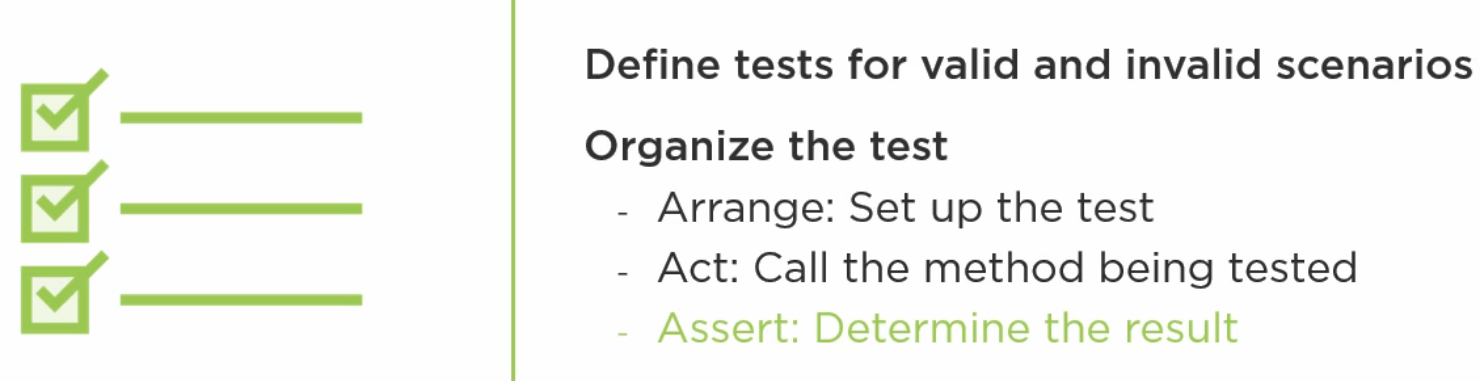 Define tests for valid and invalid scenarios
Organize the test
- Arrange: Set up the test
- Act: Call the method being tested
- Assert: Determine the result